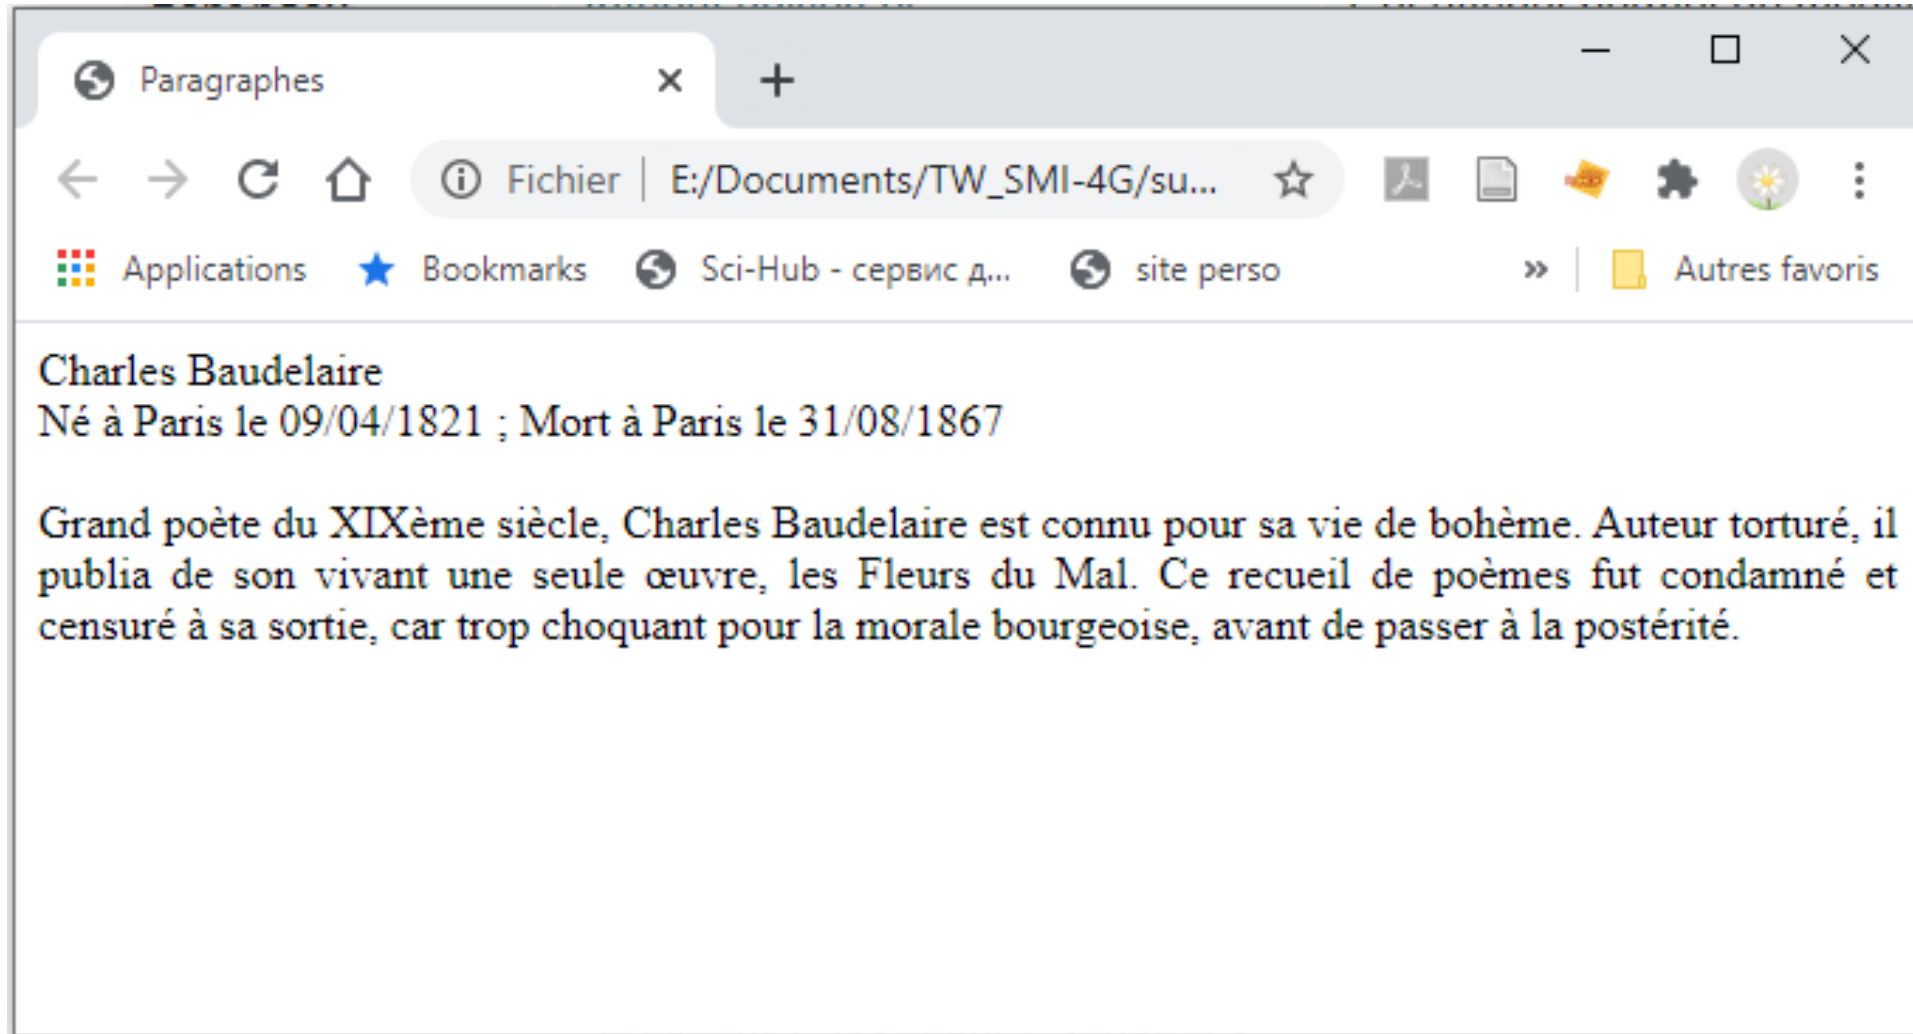 Paragraphes
Fichier | E:/Documents/TW_SMI-4G/su...
Applications Bookmarks Sci-Hub - сервис д... site perso » Autres favoris
Charles Baudelaire
Né à Paris le 09/04/1821 ; Mort à Paris le 31/08/1867
Grand poète du XIXème siècle, Charles Baudelaire est connu pour sa vie de bohème. Auteur torturé, il
publia de son vivant une seule œuvre, les Fleurs du Mal. Ce recueil de poèmes fut condamné et
censuré à sa sortie, car trop choquant pour la morale bourgeoise, avant de passer à la postérité.